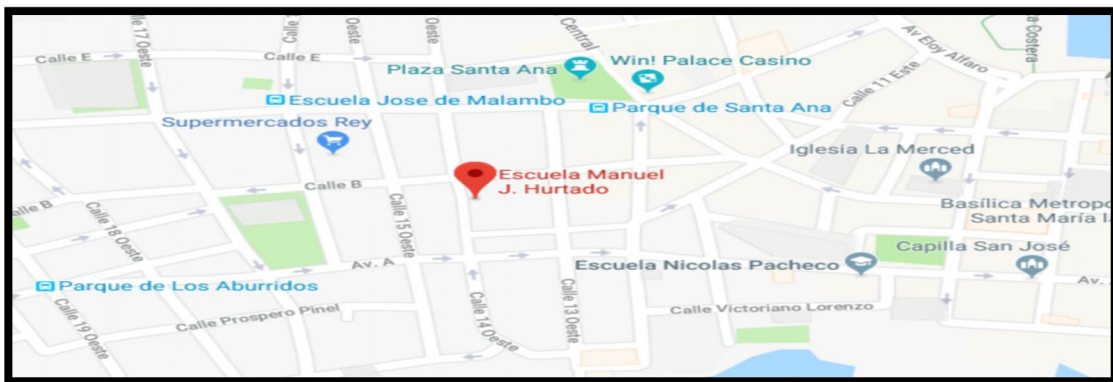 Calle 17 Oeste
Oeste
Oeste
Central
a Costera
Calle E
Calle E
Plaza Santa Ana
Win! Palace Casino
Av Eloy Alfaro
Calle 11 Este
Escuela Jose de Malambo
Parque de Santa Ana
Supermercados Rey
Iglesia La Merced
Escuela Manuel
J. Hurtado
Calle B
alle B
Calle 18 Oeste
Calle 15 Oeste
Basílica Metropo
Santa María l
Capilla San José
Av. A
Escuela Nicolas Pacheco
Av.
Parque de Los Aburridos
Calle Prospero Pinel
Calle 14 Oeste
Calle 13 Oeste
Calle Victoriano Lorenzo
Calle 19 Oeste